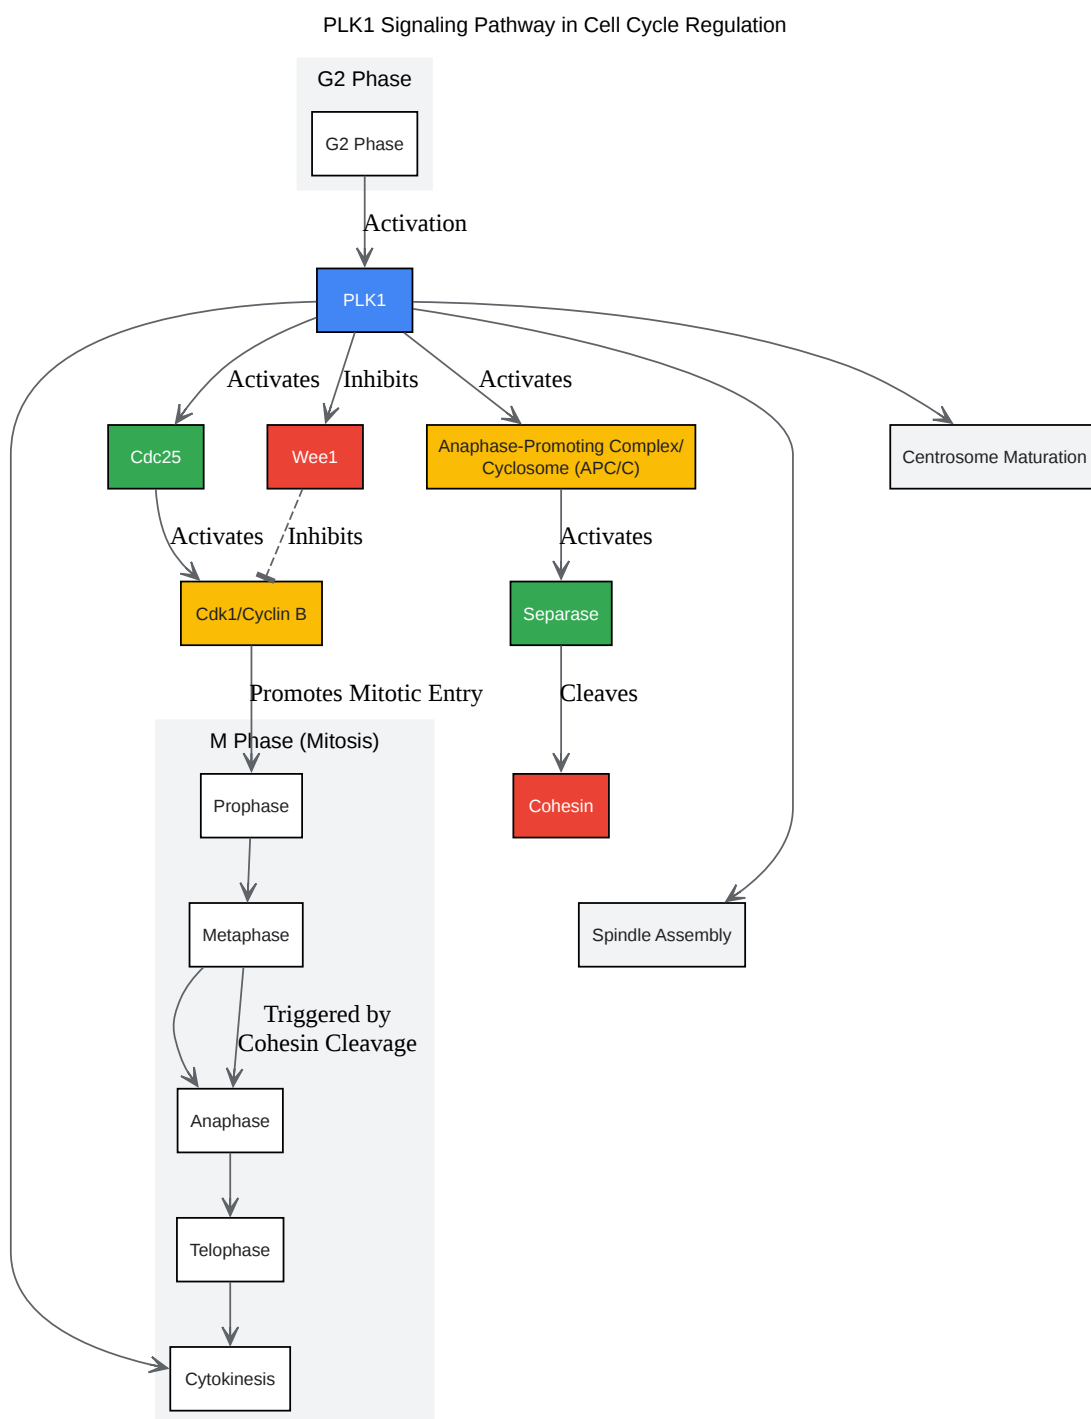 PLK1 Signaling Pathway in Cell Cycle Regulation
G2 Phase
G2 Phase
Activation
PLK1
Activates
Inhibits
Activates
Cdc25
Wee1
Anaphase-Promoting Complex/
Cyclosome (APC/C)
Centrosome Maturation
Activates
Inhibits
Activates
Cdk1/Cyclin B
Separase
Promotes Mitotic Entry
Cleaves
M Phase (Mitosis)
Prophase
Cohesin
Metaphase
Spindle Assembly
Triggered by
Cohesin Cleavage
Anaphase
Telophase
Cytokinesis